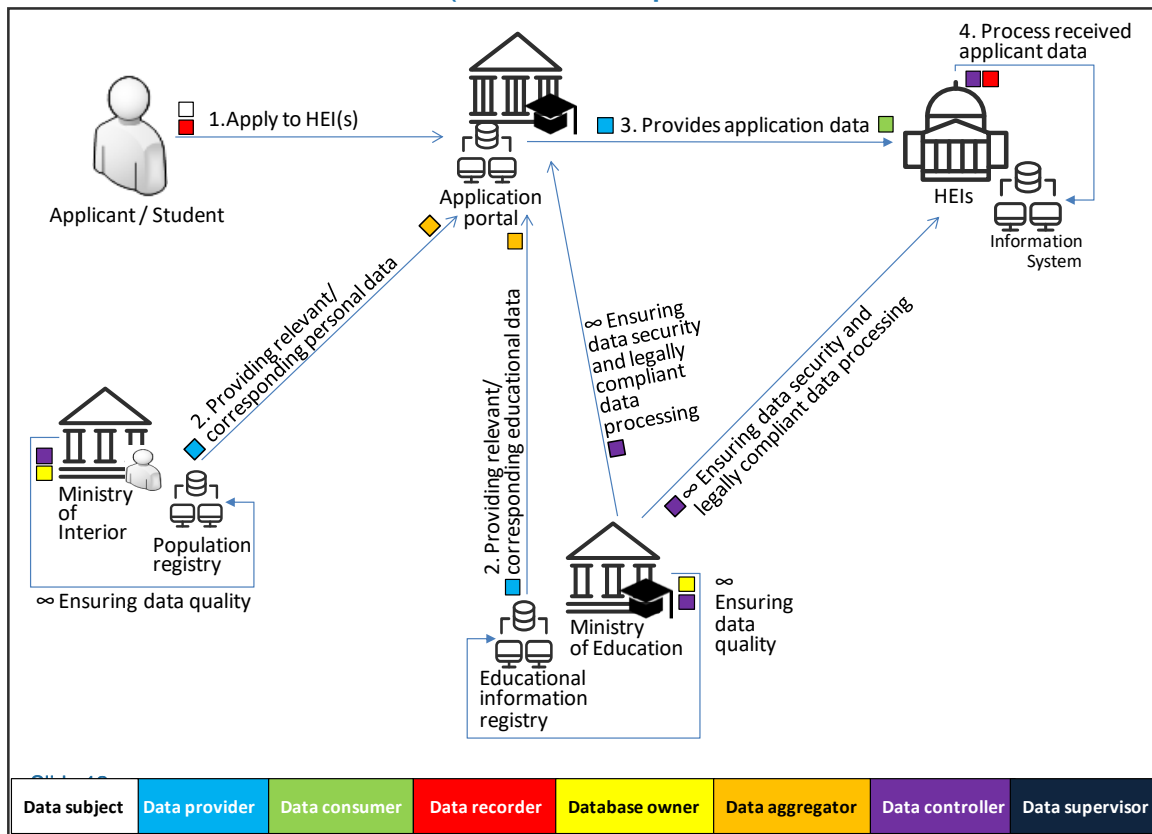 4. Process received
applicant data
1.Apply to HEI(s)
3. Provides application data
Applicant / Student
Application
portal
HEIs
Information
System
2. Providing relevant/
corresponding personal data
2. Providing relevant/
corresponding educational data
∞ Ensuring
data security
and legally
compliant
data
processing
∞ Ensuring data security and
legally compliant data processing
Ministry
of
Interior
Population
registry
∞ Ensuring data quality
Ministry
of Education
∞
Ensuring
data
quality
Educational
information
registry
Data subject
Data provider
Data consumer
Data recorder
Database owner
Data aggregator
Data controller
Data supervisor